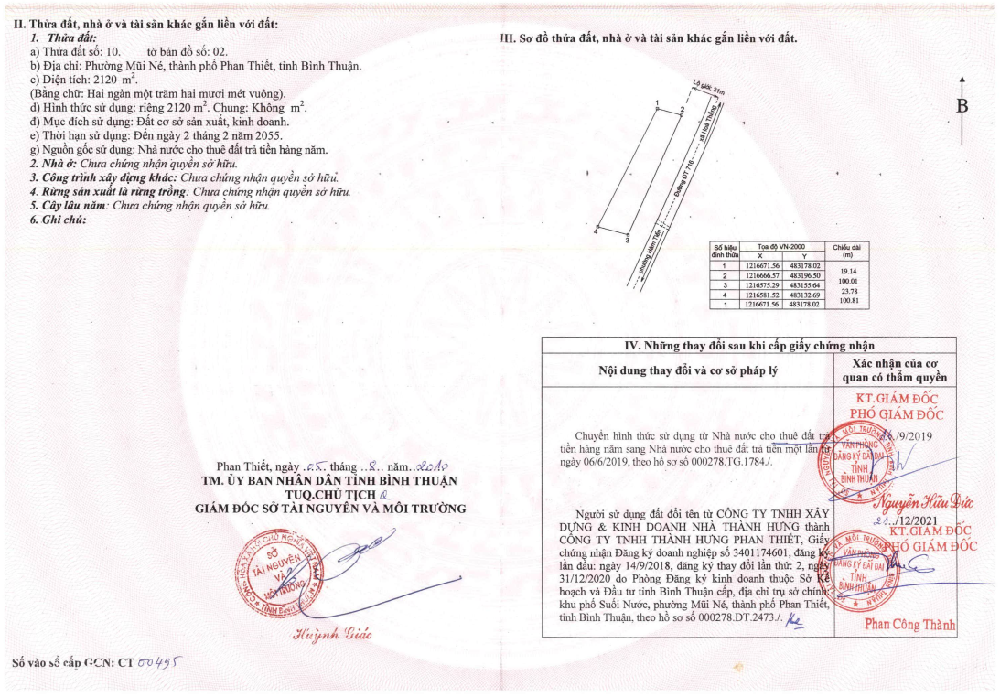 II. Thửa đất, nhà ở và tài sản khác gắn liền với đất:
1. Thửa đất:
a) Thửa đất số: 10. tờ bản đồ số: 02.
b) Địa chỉ: Phường Mũi Né, thành phố Phan Thiết, tỉnh Bình Thuận.
c) Diện tích: 2120 m².
(Bằng chữ: Hai ngàn một trăm hai mươi mét vuông).
d) Hình thức sử dụng: riêng 2120 m². Chung: Không m².
đ) Mục đích sử dụng: Đất cơ sở sản xuất, kinh doanh.
e) Thời hạn sử dụng: Đến ngày 2 tháng 2 năm 2055.
g) Nguồn gốc sử dụng: Nhà nước cho thuê đất trả tiền hàng năm.
2. Nhà ở: Chưa chứng nhận quyền sở hữu.
3. Công trình xây dựng khác: Chưa chứng nhận quyền sở hữu.
4. Rừng sản xuất là rừng trồng: Chưa chứng nhận quyền sở hữu.
5. Cây lâu năm: Chưa chứng nhận quyền sở hữu.
6. Ghi chú:
Phan Thiết, ngày 05. tháng .8. năm..2010
TM. ỦY BAN NHÂN DÂN TỈNH BÌNH THUẬN
TUQ.CHỦ TỊCH
GIÁM ĐỐC SỞ TÀI NGUYÊN VÀ MÔI TRƯỜNG
SỞ
TÀI NGUYÊN
VÀ
MÔI TRƯỜNG
TỈNH BÌNH THUẬN
Huỳnh Giác
Số vào sổ cấp GCN: CT 00495
III. Sơ đồ thửa đất, nhà ở và tài sản khác gắn liền với đất.
Lộ giới: 21m
B
1
2
xã Hoà Thắng
Đường ĐT 716
phường Hàm Tiến
4
3
Số hiệu đỉnh thửa Tọa độ VN-2000 Chiều dài (m)
X Y
1 1216671.56 483178.02
19.14
2 1216666.57 483196.50
100.01
3 1216575.29 483155.64
23.78
4 1216581.52 483132.69
100.81
1 1216671.56 483178.02
IV. Những thay đổi sau khi cấp giấy chứng nhận
Nội dung thay đổi và cơ sở pháp lý
Xác nhận của cơ
quan có thẩm quyền
Chuyển hình thức sử dụng từ Nhà nước cho thuê đất trả
tiền hàng năm sang Nhà nước cho thuê đất trả tiền một lần từ
ngày 06/6/2019, theo hồ sơ số 000278.TG.1784./.
KT.GIÁM ĐỐC
PHÓ GIÁM ĐỐC
/9/2019
VĂN PHÒNG
ĐĂNG KÝ ĐẤT ĐAI
TỈNH
BÌNH THUẬN
Nguyễn Hữu Đức
Người sử dụng đất đổi tên từ CÔNG TY TNHH XÂY
DỰNG & KINH DOANH NHÀ THÀNH HƯNG thành
CÔNG TY TNHH THÀNH HƯNG PHAN THIẾT, Giấy
chứng nhận Đăng ký doanh nghiệp số 3401174601, đăng ký
lần đầu: ngày 14/9/2018, đăng ký thay đổi lần thứ: 2, ngày
31/12/2020 do Phòng Đăng ký kinh doanh thuộc Sở Kế
hoạch và Đầu tư tỉnh Bình Thuận cấp, địa chỉ trụ sở chính:
khu phố Suối Nước, phường Mũi Né, thành phố Phan Thiết,
tỉnh Bình Thuận, theo hồ sơ số 000278.DT.2473./.
/12/2021
KT.GIÁM ĐỐC
PHÓ GIÁM ĐỐC
VĂN PHÒNG
ĐĂNG KÝ ĐẤT ĐAI
TỈNH
BÌNH THUẬN
Phan Công Thành